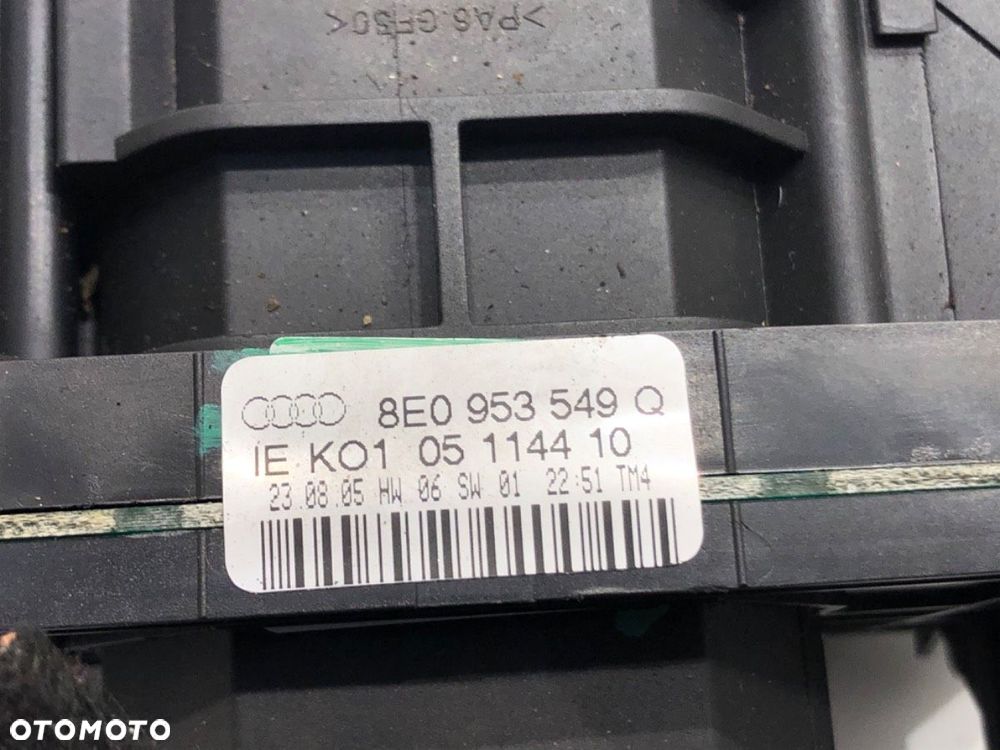 >PA6.GF50<
8E0 953 549 Q
IE KO1 05 1144 10
23.08.05 HW 06 SW 01 22:51 TM4
OTOMOTO